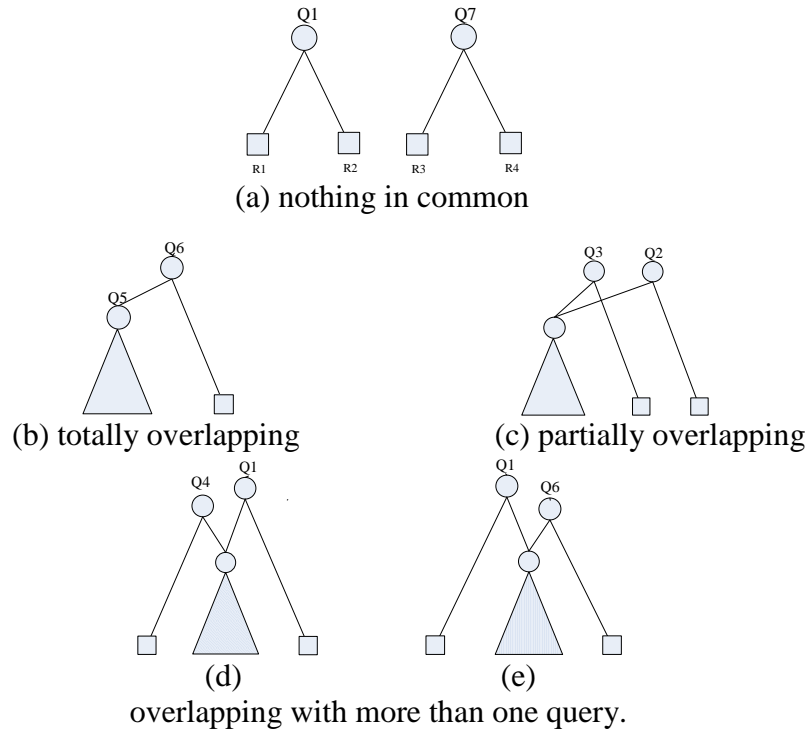 Q1 Q7
R1 R2 R3 R4
(a) nothing in common
Q6
Q5
Q3 Q2
(b) totally overlapping
(c) partially overlapping
Q4 Q1
Q1 Q6
(d) (e)
overlapping with more than one query.